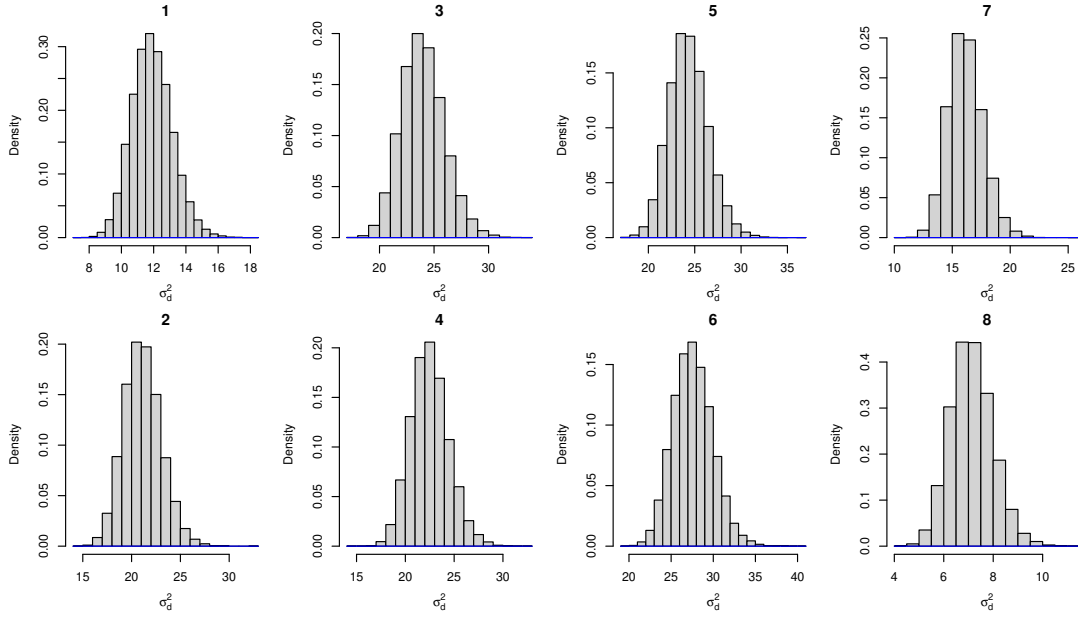 1
Density
0.00 0.10 0.20 0.30
8 10 12 14 16 18
σ²d
3
Density
0.00 0.05 0.10 0.15 0.20
20 25 30
σ²d
5
Density
0.00 0.05 0.10 0.15
20 25 30 35
σ²d
7
Density
0.00 0.05 0.10 0.15 0.20 0.25
10 15 20 25
σ²d
2
Density
0.00 0.05 0.10 0.15 0.20
15 20 25 30
σ²d
4
Density
0.00 0.05 0.10 0.15 0.20
15 20 25 30
σ²d
6
Density
0.00 0.05 0.10 0.15
20 25 30 35 40
σ²d
8
Density
0.0 0.1 0.2 0.3 0.4
4 6 8 10
σ²d